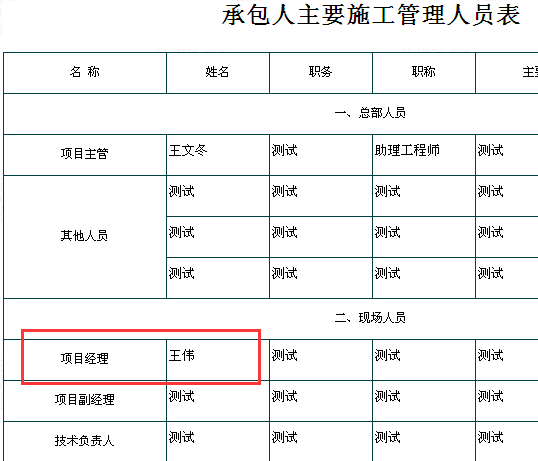 承包人主要施工管理人员表
名 称 姓名 职务 职称 主要
一、总部人员
项目主管 王文冬 测试 助理工程师 测试
测试 测试 测试 测试
其他人员 测试 测试 测试 测试
测试 测试 测试 测试
二、现场人员
项目经理 王伟 测试 测试 测试
项目副经理 测试 测试 测试 测试
技术负责人 测试 测试 测试 测试